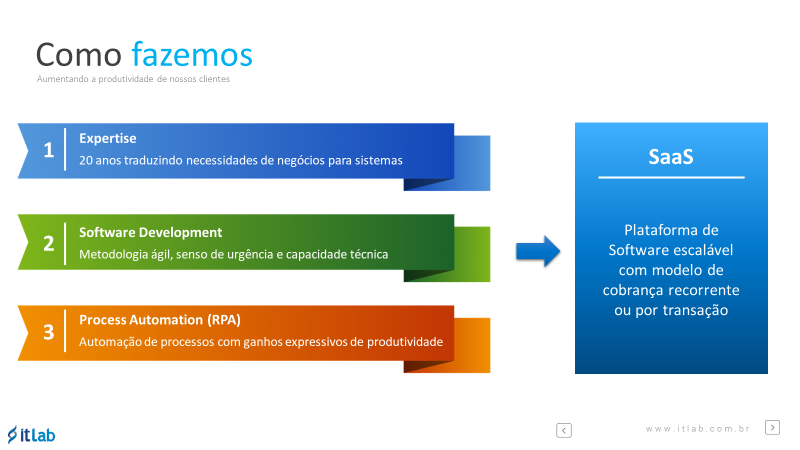 Como fazemos
Aumentando a produtividade de nossos clientes
1
Expertise
20 anos traduzindo necessidades de negócios para sistemas
2
Software Development
Metodologia ágil, senso de urgência e capacidade técnica
3
Process Automation (RPA)
Automação de processos com ganhos expressivos de produtividade
SaaS
Plataforma de
Software escalável
com modelo de
cobrança recorrente
ou por transação
itlab
www.itlab.com.br